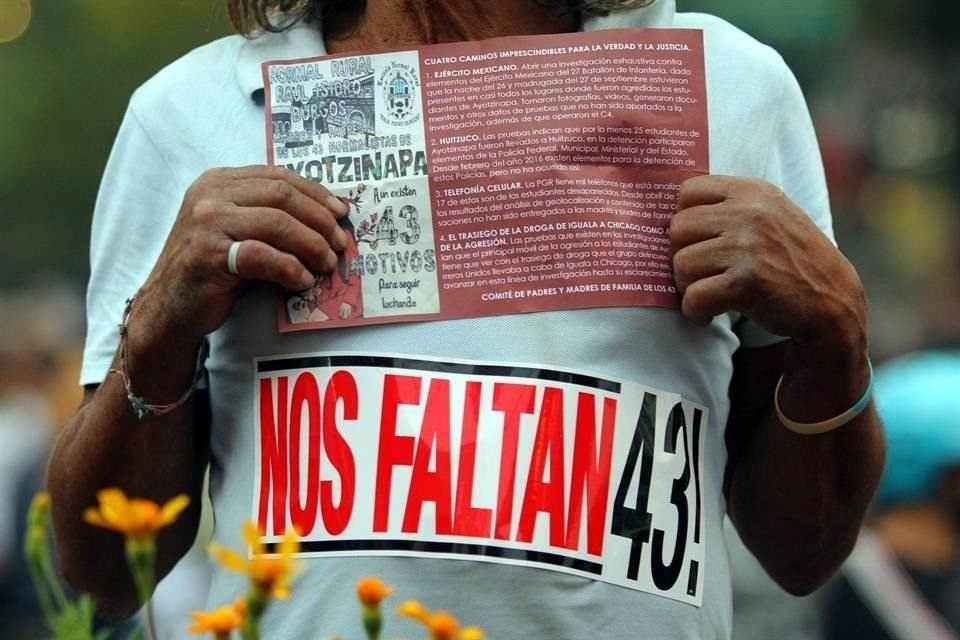 NORMAL RURAL
RAUL ISIDRO
BURGOS
DE LOS 43 NORMALISTAS DE
AYOTZINAPA
Aun existen
43
MOTIVOS
Para seguir
luchando
CUATRO CAMINOS IMPRESCINDIBLES PARA LA VERDAD Y LA JUSTICIA.
1. EJÉRCITO MEXICANO. Abrir una investigación exhaustiva contra
elementos del Ejército Mexicano del 27 Batallón de Infantería, dado
que la noche del 26 y madrugada del 27 de septiembre estuvieron
presentes en casi todos los lugares donde fueron agredidos los estu-
diantes de Ayotzinapa. Tomaron fotografías, videos, generaron docu-
mentos y otros datos de pruebas que no han sido aportados a la
investigación, además de que operaron el C4.
2. HUITZUCO. Las pruebas indican que por lo menos 25 estudiantes de
Ayotzinapa fueron llevados a Huitzuco, en la detención participaron
elementos de la Policía Federal, Municipal, Ministerial y del Estado.
Desde febrero del año 2016 existen elementos para la detención de
estos Policías, pero no ha ocurrido así.
3. TELEFONÍA CELULAR. La PGR tiene mil teléfonos que está analiza
17 de estos son de los estudiantes desaparecidos. Desde abril de
los resultados del análisis de geolocalización y contenido de las c
saciones no han sido entregados a las madres y padres de famil
4. EL TRASIEGO DE LA DROGA DE IGUALA A CHICAGO COMO
DE LA AGRESIÓN. Las pruebas existentes en las investigaciones
que el principal móvil de la agresión a los estudiantes de Ay
tiene que ver con el trasiego de droga que el grupo delincuen
rreros Unidos llevaba a cabo de Iguala a Chicago, por ello
avanzar en esta línea de investigación hasta su esclarecimient
COMITÉ DE PADRES Y MADRES DE FAMILIA DE LOS 43
NOS FALTAN 43!